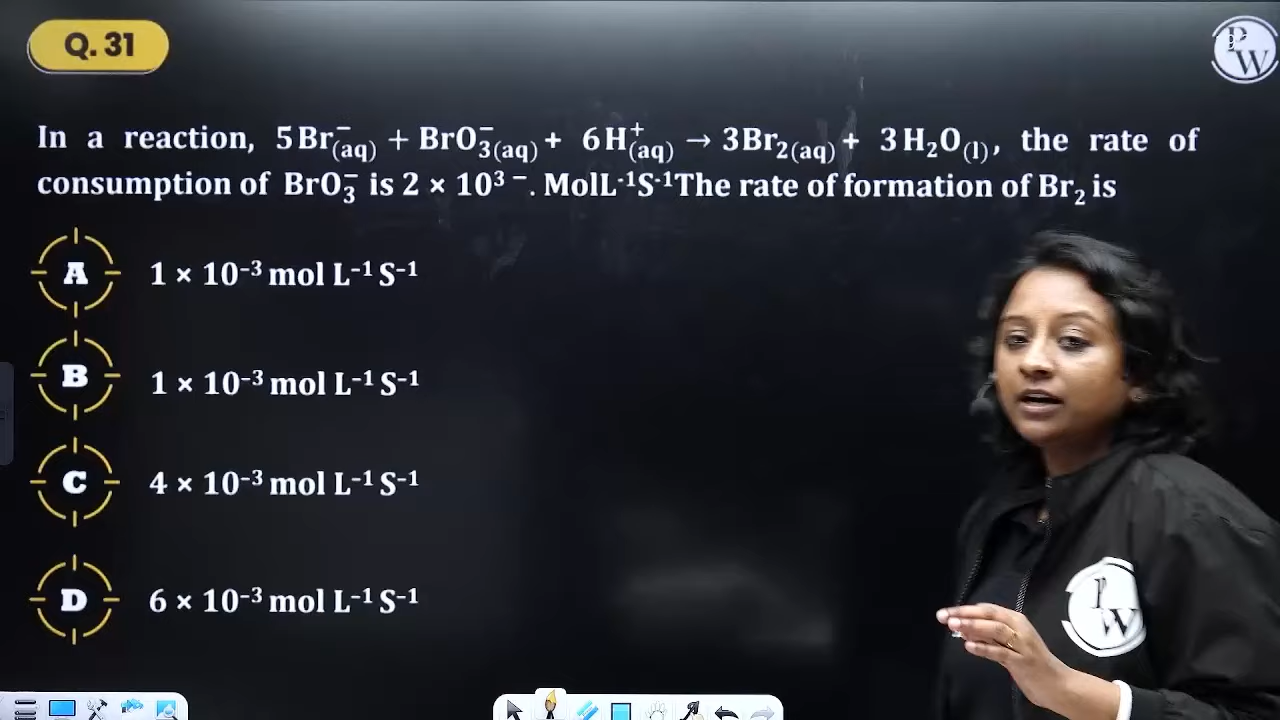 Q. 31
PW
In a reaction, 5Br⁻(aq) + BrO₃⁻(aq) + 6H⁺(aq) → 3Br₂(aq) + 3H₂O(l), the rate of
consumption of BrO₃⁻ is 2 × 10³ ⁻. MolL⁻¹S⁻¹The rate of formation of Br₂ is
A 1 × 10⁻³ mol L⁻¹ S⁻¹
B 1 × 10⁻³ mol L⁻¹ S⁻¹
C 4 × 10⁻³ mol L⁻¹ S⁻¹
D 6 × 10⁻³ mol L⁻¹ S⁻¹
PW